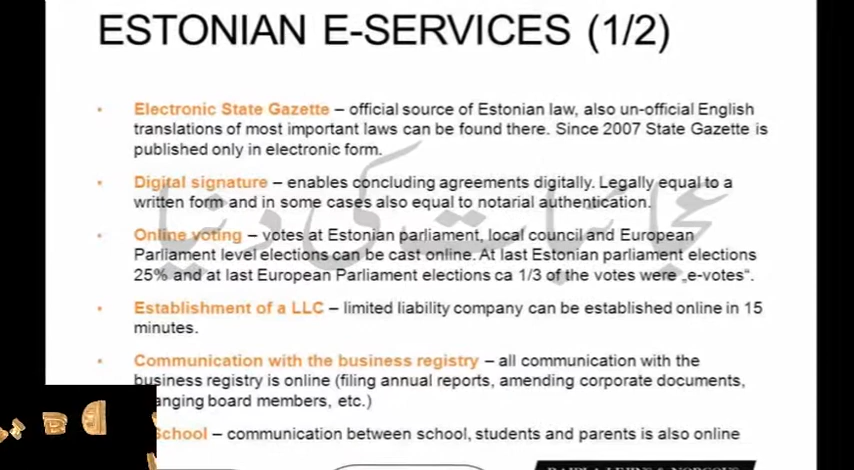 ESTONIAN E-SERVICES (1/2)
• Electronic State Gazette – official source of Estonian law, also un-official English
translations of most important laws can be found there. Since 2007 State Gazette is
published only in electronic form.
• Digital signature – enables concluding agreements digitally. Legally equal to a
written form and in some cases also equal to notarial authentication.
• Online voting – votes at Estonian parliament, local council and European
Parliament level elections can be cast online. At last Estonian parliament elections
25% and at last European Parliament elections ca 1/3 of the votes were „e-votes“.
• Establishment of a LLC – limited liability company can be established online in 15
minutes.
• Communication with the business registry – all communication with the
business registry is online (filing annual reports, amending corporate documents,
anging board members, etc.)
School – communication between school, students and parents is also online
عجائبات کی دنیا